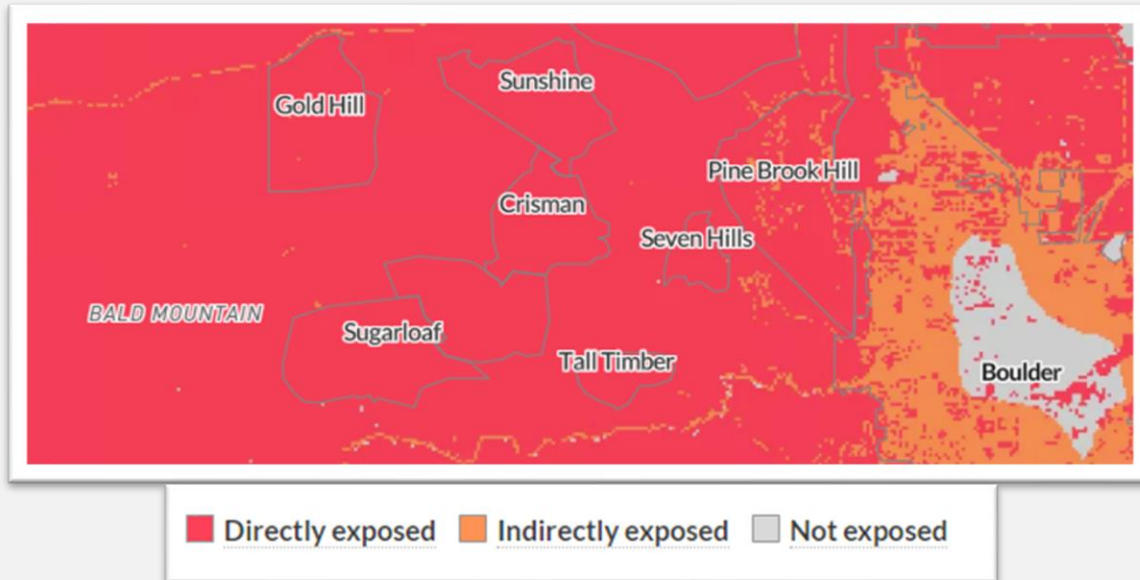 Sunshine
Gold Hill
Pine Brook Hill
Crisman
Seven Hills
BALD MOUNTAIN
Sugarloaf
Tall Timber
Boulder
Directly exposed Indirectly exposed Not exposed